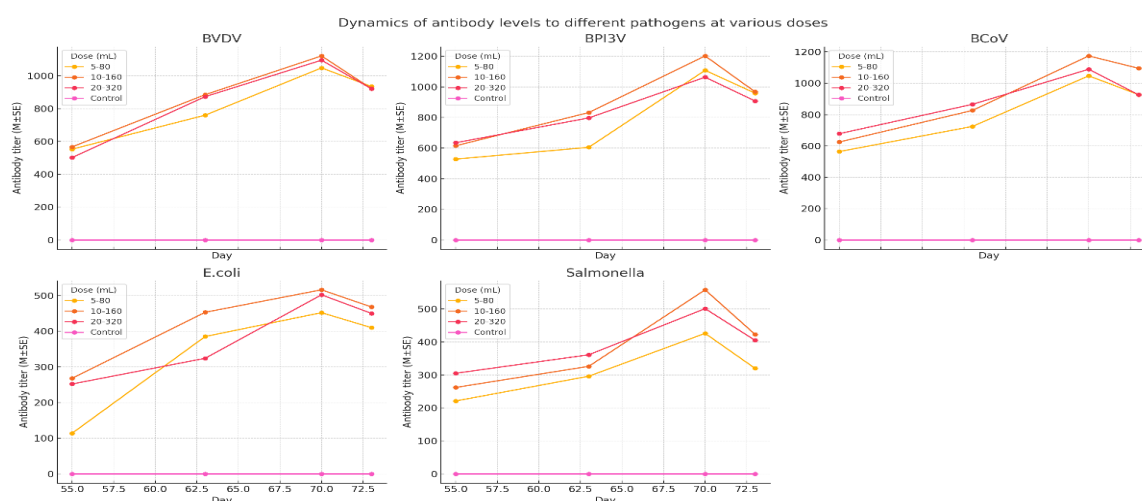 Dynamics of antibody levels to different pathogens at various doses
BVDV
Dose (mL)
5-80
10-160
20-320
Control
Antibody titer (M±SE)
1000
800
600
400
200
0
Day
BPI3V
Dose (mL)
5-80
10-160
20-320
Control
Antibody titer (M±SE)
1200
1000
800
600
400
200
0
Day
BCoV
Dose (mL)
5-80
10-160
20-320
Control
Antibody titer (M±SE)
1200
1000
800
600
400
200
0
Day
E.coli
Dose (mL)
5-80
10-160
20-320
Control
Antibody titer (M±SE)
500
400
300
200
100
0
55.0 57.5 60.0 62.5 65.0 67.5 70.0 72.5
Day
Salmonella
Dose (mL)
5-80
10-160
20-320
Control
Antibody titer (M±SE)
500
400
300
200
100
0
55.0 57.5 60.0 62.5 65.0 67.5 70.0 72.5
Day